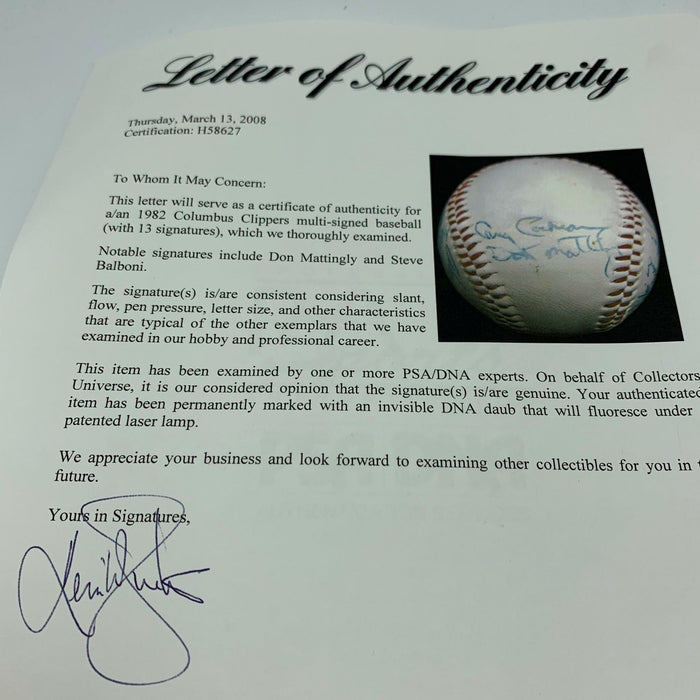 Letter of Authenticity
Thursday, March 13, 2008
Certification: H58627
To Whom It May Concern:
This letter will serve as a certificate of authenticity for
a/an 1982 Columbus Clippers multi-signed baseball
(with 13 signatures), which we thoroughly examined.
Notable signatures include Don Mattingly and Steve
Balboni.
The signature(s) is/are consistent considering slant,
flow, pen pressure, letter size, and other characteristics
that are typical of the other exemplars that we have
examined in our hobby and professional career.
Don Mattingly
This item has been examined by one or more PSA/DNA experts. On behalf of Collectors
Universe, it is our considered opinion that the signature(s) is/are genuine. Your authenticated
item has been permanently marked with an invisible DNA daub that will fluoresce under
patented laser lamp.
We appreciate your business and look forward to examining other collectibles for you in
future.
Yours in Signatures,